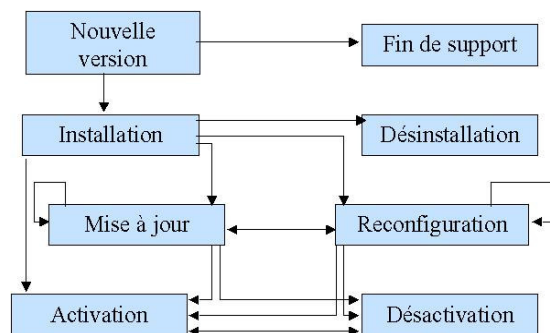 Nouvelle
version
Fin de support
Installation
Désinstallation
Mise à jour
Reconfiguration
Activation
Désactivation